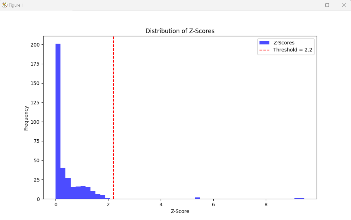 Figure
Distribution of Z-Scores
Z-Scores
Threshold = 2.2
200
175
150
125
100
75
50
25
0
Frequency
0
2
4
6
8
Z-Score